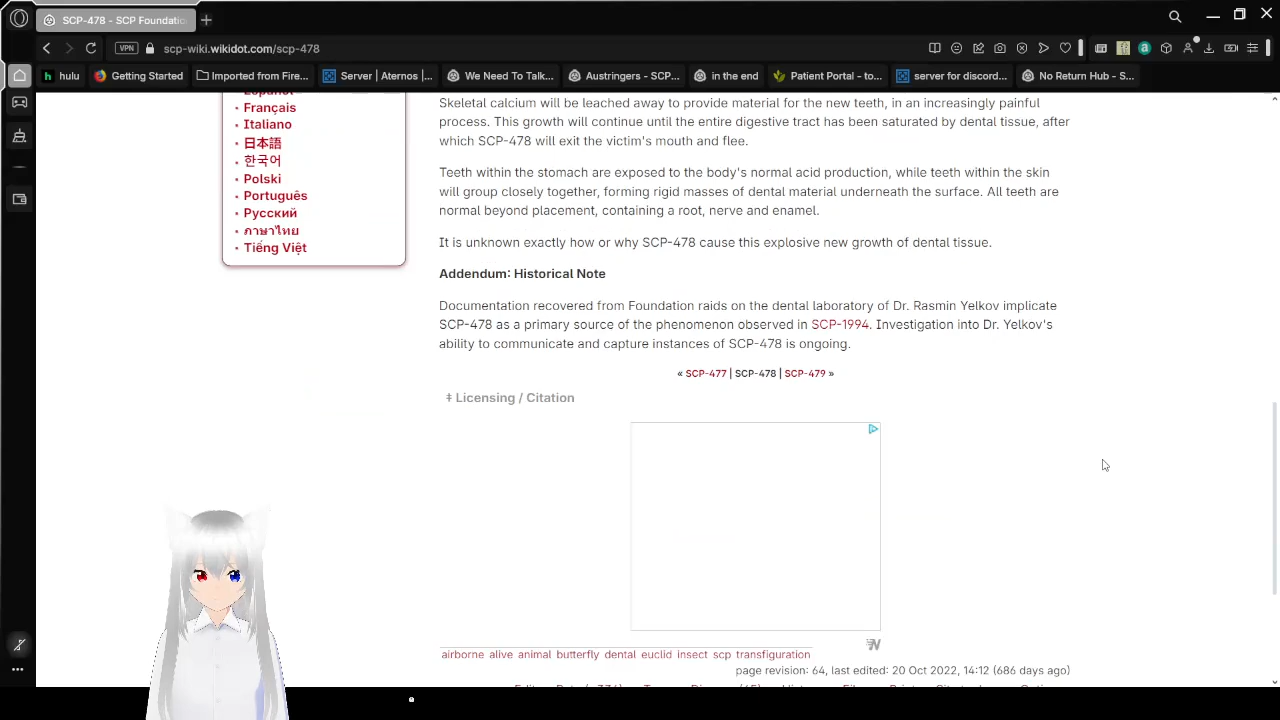 SCP-478 - SCP Foundatio
VPN scp-wiki.wikidot.com/scp-478
hulu Getting Started Imported from Fire... Server | Aternos |... We Need To Talk... Austringers - SCP... in the end Patient Portal - to... server for discord... No Return Hub - S...
Español
Français
Italiano
日本語
한국어
Polski
Português
Русский
ภาษาไทย
Tiếng Việt
Skeletal calcium will be leached away to provide material for the new teeth, in an increasingly painful
process. This growth will continue until the entire digestive tract has been saturated by dental tissue, after
which SCP-478 will exit the victim's mouth and flee.
Teeth within the stomach are exposed to the body's normal acid production, while teeth within the skin
will group closely together, forming rigid masses of dental material underneath the surface. All teeth are
normal beyond placement, containing a root, nerve and enamel.
It is unknown exactly how or why SCP-478 cause this explosive new growth of dental tissue.
Addendum: Historical Note
Documentation recovered from Foundation raids on the dental laboratory of Dr. Rasmin Yelkov implicate
SCP-478 as a primary source of the phenomenon observed in SCP-1994. Investigation into Dr. Yelkov's
ability to communicate and capture instances of SCP-478 is ongoing.
« SCP-477 | SCP-478 | SCP-479 »
‡ Licensing / Citation
airborne alive animal butterfly dental euclid insect scp transfiguration
page revision: 64, last edited: 20 Oct 2022, 14:12 (686 days ago)